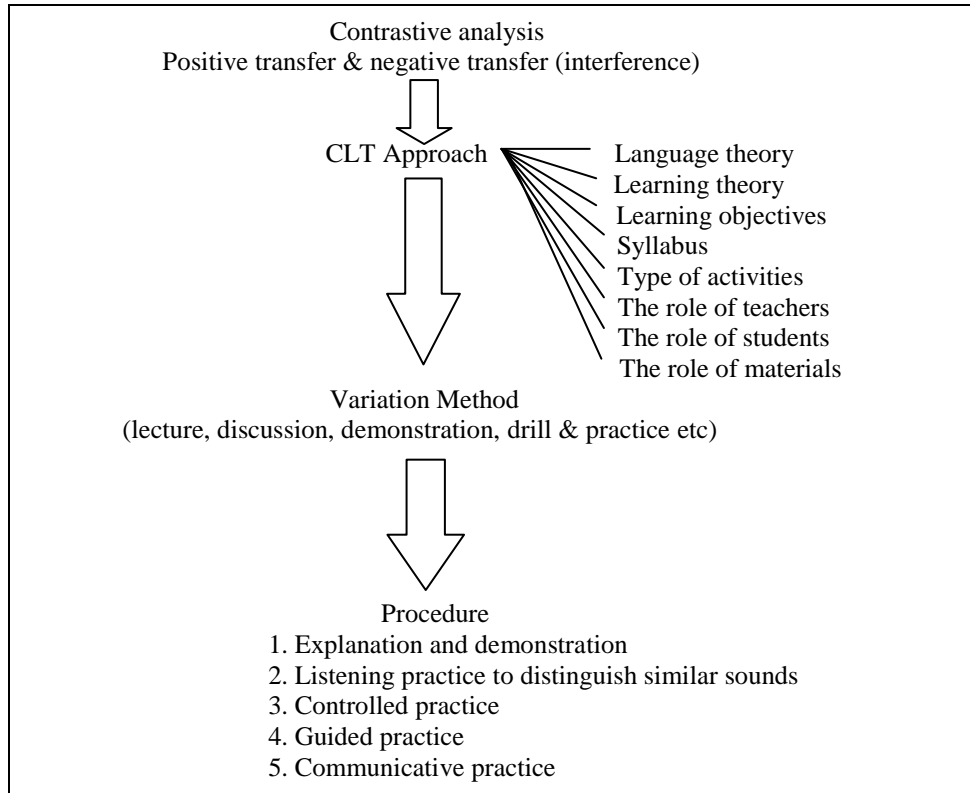 Contrastive analysis
Positive transfer & negative transfer (interference)
CLT Approach
Language theory
Learning theory
Learning objectives
Syllabus
Type of activities
The role of teachers
The role of students
The role of materials
Variation Method
(lecture, discussion, demonstration, drill & practice etc)
Procedure
1. Explanation and demonstration
2. Listening practice to distinguish similar sounds
3. Controlled practice
4. Guided practice
5. Communicative practice